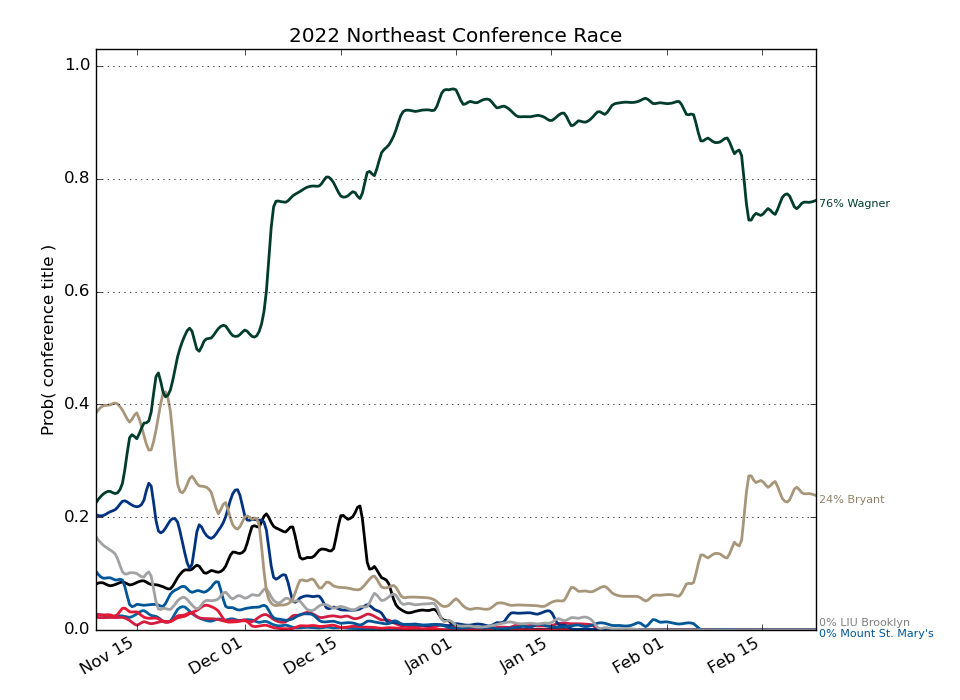 2022 Northeast Conference Race
Prob( conference title )
1.0
0.8
0.6
0.4
0.2
0.0
76% Wagner
24% Bryant
0% LIU Brooklyn
0% Mount St. Mary's
Nov 15
Dec 01
Dec 15
Jan 01
Jan 15
Feb 01
Feb 15